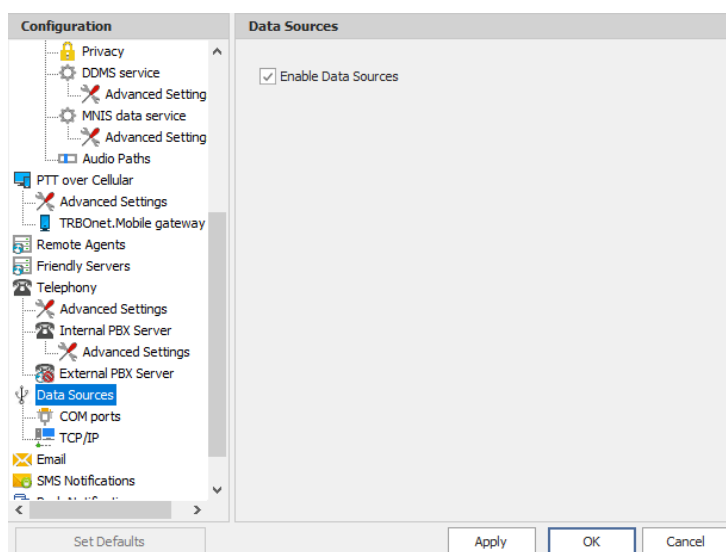 Configuration
Privacy
DDMS service
Advanced Setting
MNIS data service
Advanced Setting
Audio Paths
PTT over Cellular
Advanced Settings
TRBOnet.Mobile gateway
Remote Agents
Friendly Servers
Telephony
Advanced Settings
Internal PBX Server
Advanced Settings
External PBX Server
Data Sources
COM ports
TCP/IP
Email
SMS Notifications
Set Defaults
Data Sources
Enable Data Sources
Apply
OK
Cancel